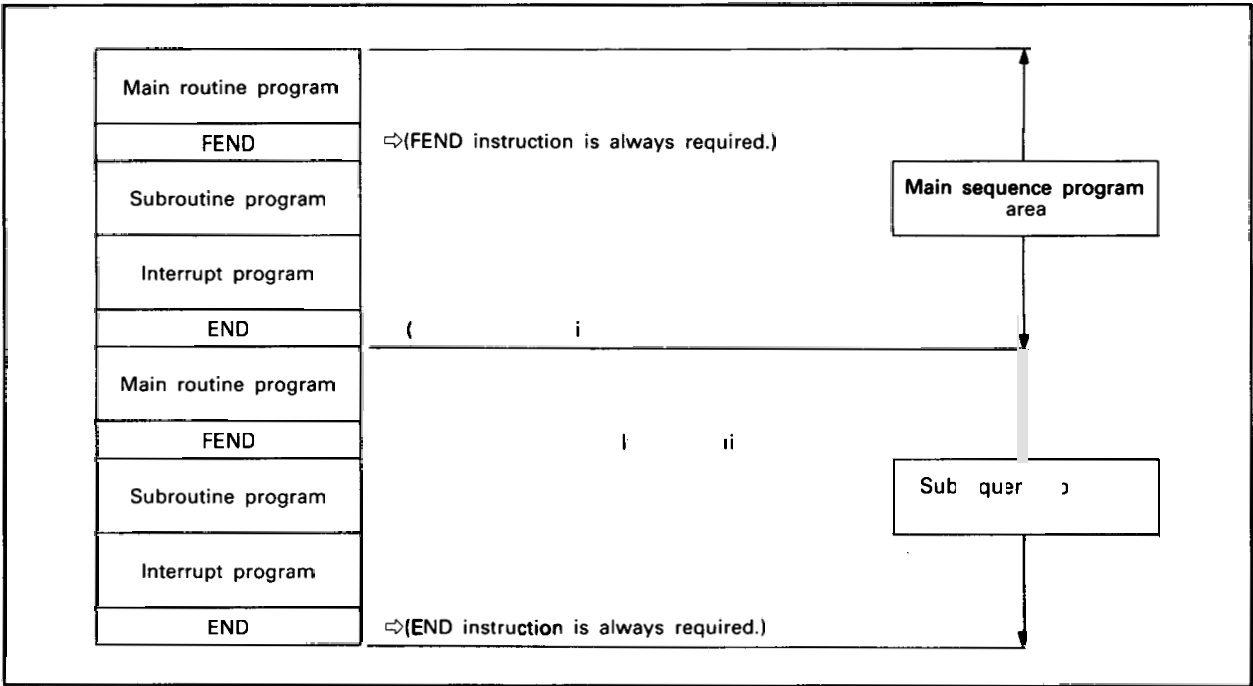 Main routine program
FEND ⇨(FEND instruction is always required.)
Subroutine program
Main sequence program
area
Interrupt program
END
Main routine program
FEND
Subroutine program
Sub
Interrupt program
END ⇨(END instruction is always required.)